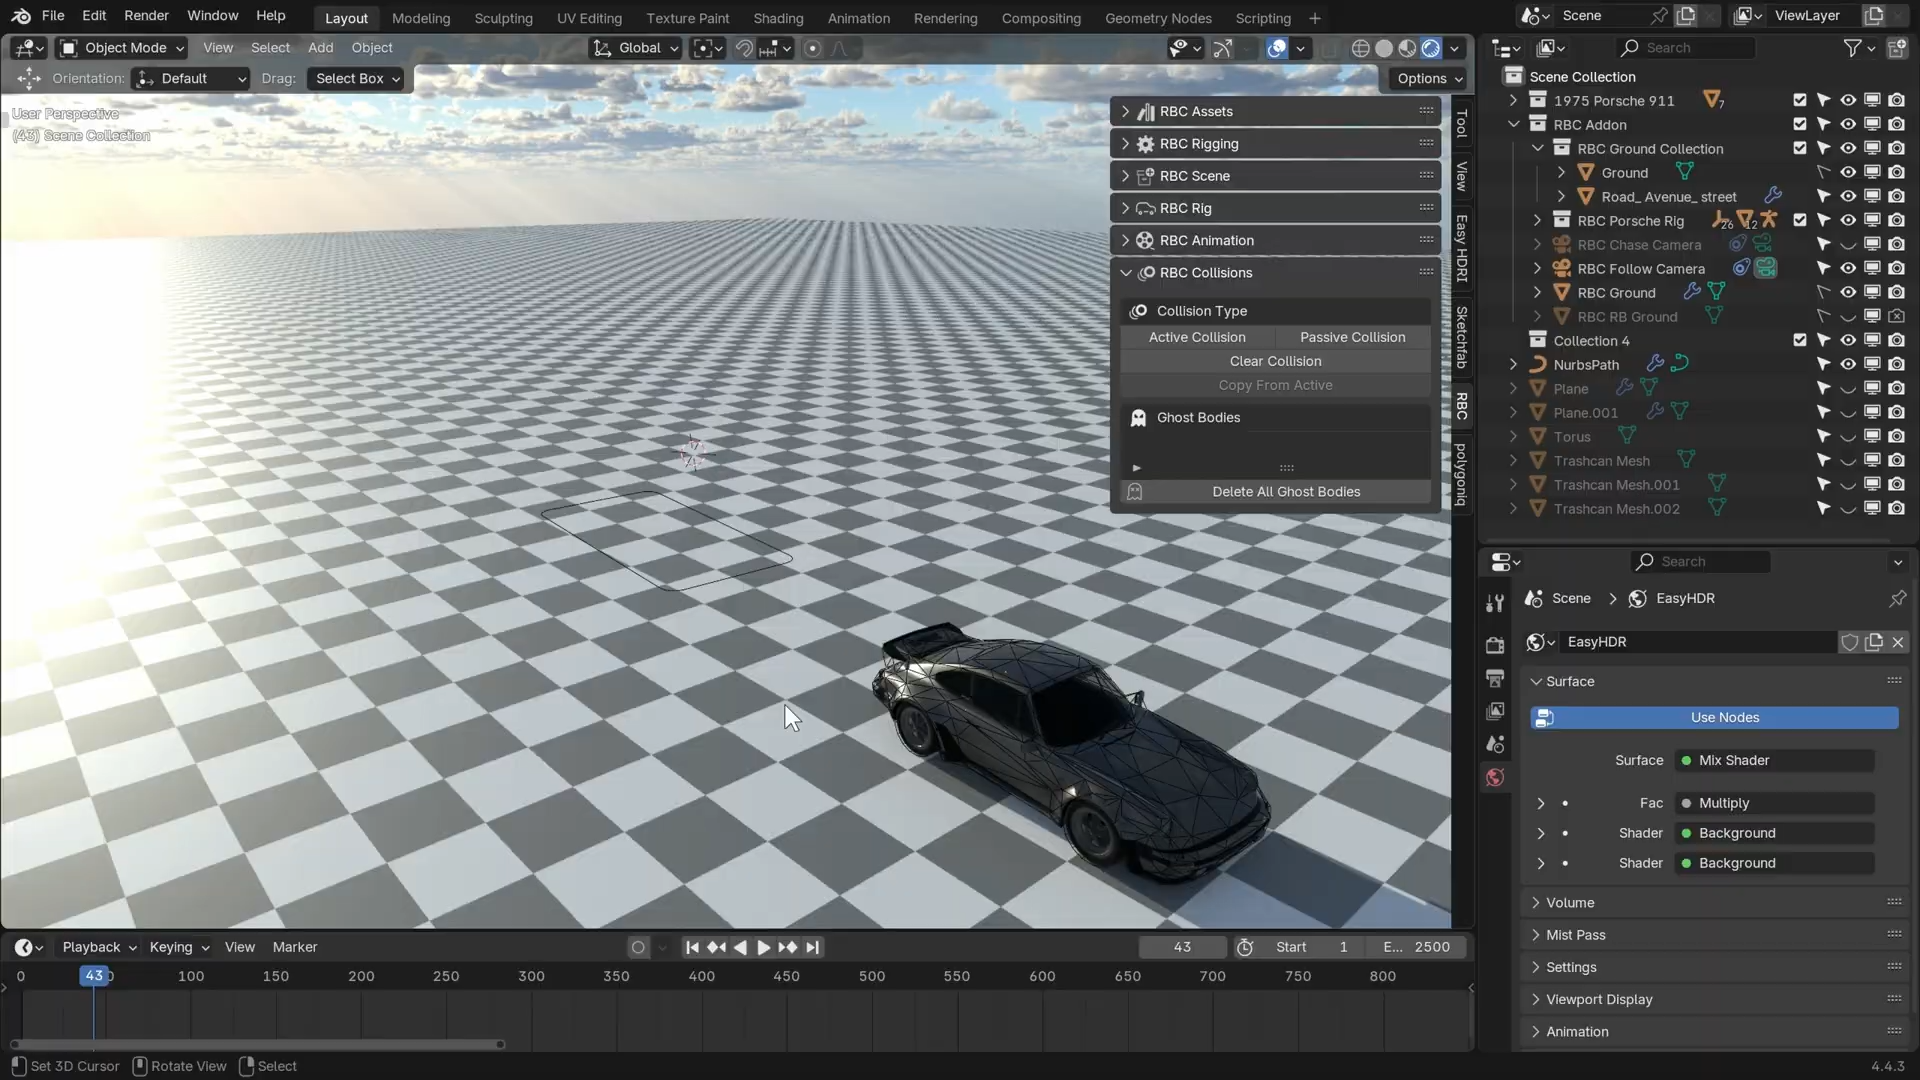 File Edit Render Window Help Layout Modeling Sculpting UV Editing Texture Paint Shading Animation Rendering Compositing Geometry Nodes Scripting + Scene ViewLayer
Object Mode View Select Add Object Global Search
Orientation: Default Drag: Select Box Options
User Perspective
(43) Scene Collection
RBC Assets
RBC Rigging
RBC Scene
RBC Rig
RBC Animation
RBC Collisions
Collision Type
Active Collision Passive Collision
Clear Collision
Copy From Active
Ghost Bodies
Delete All Ghost Bodies
Tool
View
Easy HDRI
Sketchfab
RBC
polygoniq
Scene Collection
1975 Porsche 911 7
RBC Addon
RBC Ground Collection
Ground
Road_ Avenue_ street
RBC Porsche Rig 26 12
RBC Chase Camera
RBC Follow Camera
RBC Ground
RBC RB Ground
Collection 4
NurbsPath
Plane
Plane.001
Torus
Trashcan Mesh
Trashcan Mesh.001
Trashcan Mesh.002
Search
Scene > EasyHDR
EasyHDR
Surface
Use Nodes
Surface Mix Shader
Fac Multiply
Shader Background
Shader Background
Volume
Mist Pass
Settings
Viewport Display
Animation
Playback Keying View Marker 43 Start 1 E... 2500
0 43 100 150 200 250 300 350 400 450 500 550 600 650 700 750 800
Set 3D Cursor Rotate View Select 4.4.3